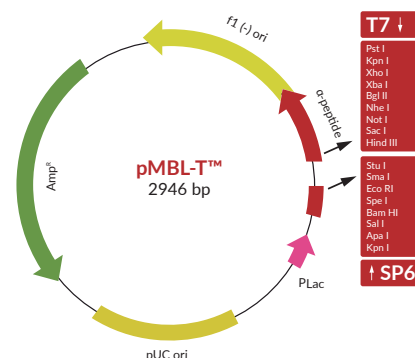 f1 (-) ori
α-peptide
T7 ↓
Pst I
Kpn I
Xho I
Xba I
Bgl II
Nhe I
Not I
Sac I
Hind III
Stu I
Sma I
Eco RI
Spe I
Bam HI
Sal I
Apa I
Kpn I
↑ SP6
pMBL-T™
2946 bp
Ampᴿ
PLac
pUC ori